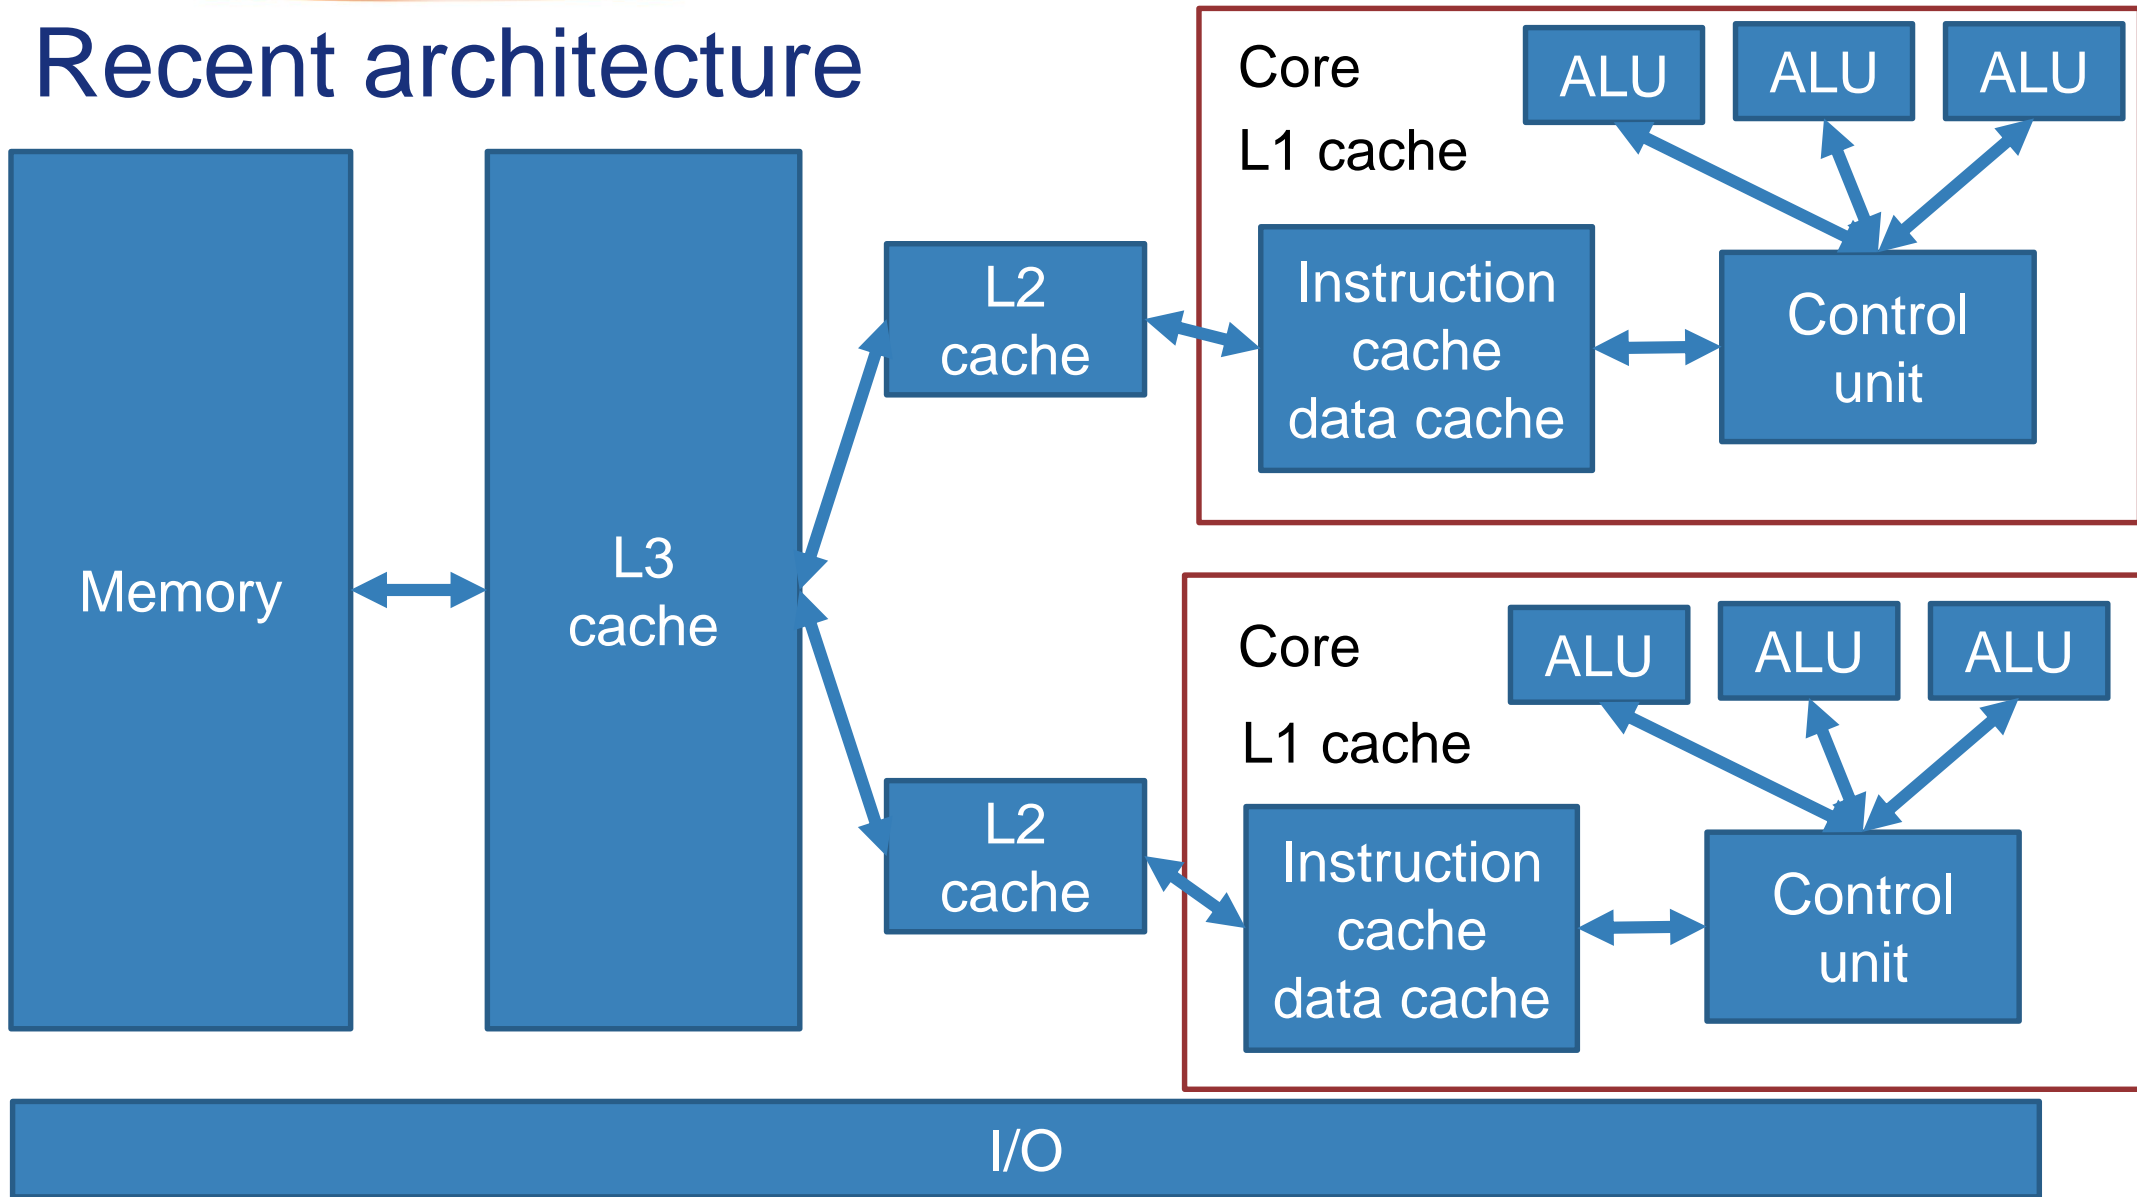 Recent architecture
Memory
L3
cache
L2
cache
L2
cache
Core
L1 cache
ALU
ALU
ALU
Instruction
cache
data cache
Control
unit
Core
L1 cache
ALU
ALU
ALU
Instruction
cache
data cache
Control
unit
I/O